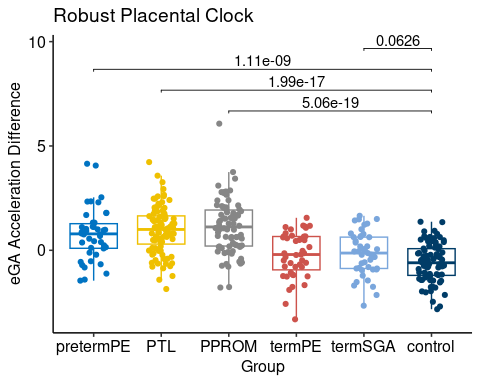 Robust Placental Clock
10
5
0
eGA Acceleration Difference
0.0626
1.11e-09
1.99e-17
5.06e-19
pretermPE PTL PPROM termPE termSGA control
Group